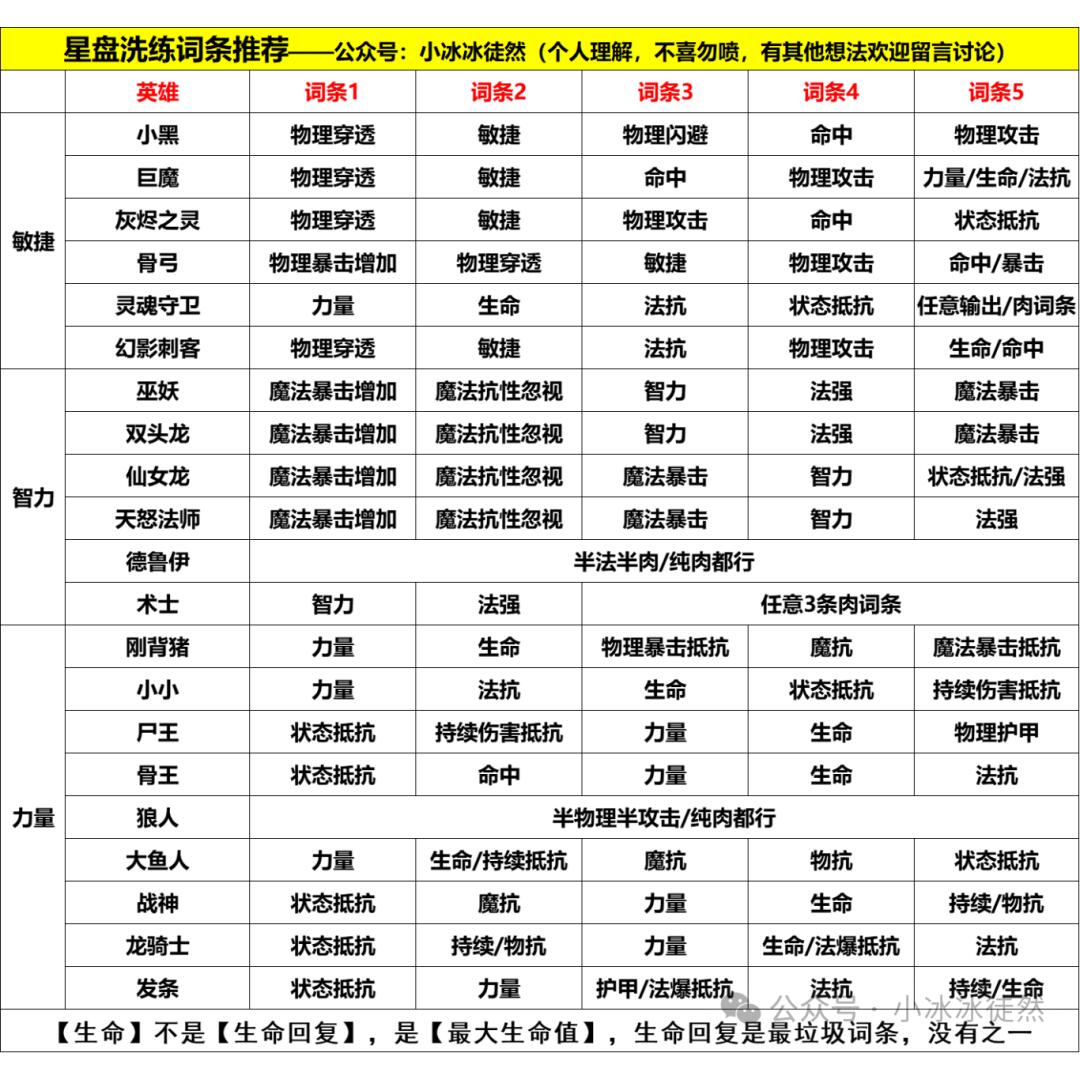 星盘洗练词条推荐——公众号：小冰冰徒然（个人理解，不喜勿喷，有其他想法欢迎留言讨论）
英雄 词条1 词条2 词条3 词条4 词条5
敏捷
小黑 物理穿透 敏捷 物理闪避 命中 物理攻击
巨魔 物理穿透 敏捷 命中 物理攻击 力量/生命/法抗
灰烬之灵 物理穿透 敏捷 物理攻击 命中 状态抵抗
骨弓 物理暴击增加 物理穿透 敏捷 物理攻击 命中/暴击
灵魂守卫 力量 生命 法抗 状态抵抗 任意输出/肉词条
幻影刺客 物理穿透 敏捷 法抗 物理攻击 生命/命中
智力
巫妖 魔法暴击增加 魔法抗性忽视 智力 法强 魔法暴击
双头龙 魔法暴击增加 魔法抗性忽视 智力 法强 魔法暴击
仙女龙 魔法暴击增加 魔法抗性忽视 魔法暴击 智力 状态抵抗/法强
天怒法师 魔法暴击增加 魔法抗性忽视 魔法暴击 智力 法强
德鲁伊 半法半肉/纯肉都行
术士 智力 法强 任意3条肉词条
力量
刚背猪 力量 生命 物理暴击抵抗 魔抗 魔法暴击抵抗
小小 力量 法抗 生命 状态抵抗 持续伤害抵抗
尸王 状态抵抗 持续伤害抵抗 力量 生命 物理护甲
骨王 状态抵抗 命中 力量 生命 法抗
狼人 半物理半攻击/纯肉都行
大鱼人 力量 生命/持续抵抗 魔抗 物抗 状态抵抗
战神 状态抵抗 魔抗 力量 生命 持续/物抗
龙骑士 状态抵抗 持续/物抗 力量 生命/法爆抵抗 法抗
发条 状态抵抗 力量 护甲/法爆抵抗 法抗 持续/生命
公众号 · 小冰冰徒然
【生命】不是【生命回复】，是【最大生命值】，生命回复是最垃圾词条，没有之一